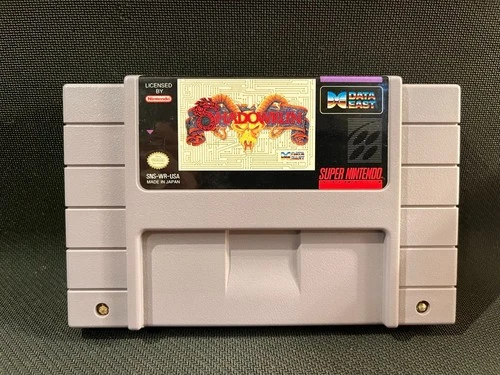 LICENSED
BY
Nintendo
SHADOWRUN
DATA
EAST
DATA
EAST
SNS-WR-USA
MADE IN JAPAN
SUPER NINTENDO